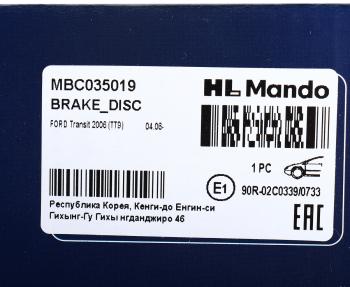 MBC035019
BRAKE_DISC
HL Mando
FORD Transit 2006 (TT9) 04.06-
1 PC
E1
90R-02C0339/0733
Республика Корея, Кенги-до Енгин-си
Гихынг-Гу Гихы нгданджиро 46
EAC